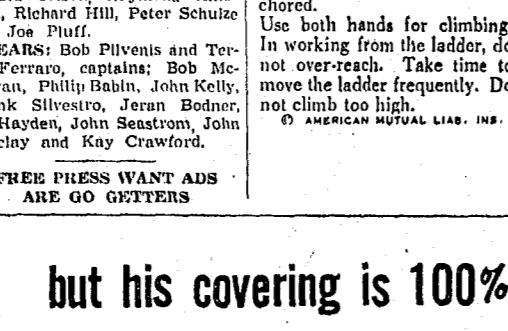 , Richard Hill, Peter Schulze
Joe Pluff.
EARS: Bob Pilvenis and Ter-
Ferraro, captains; Bob Mc-
an, Philip Babin, John Kelly,
nk Silvestro, Jeran Bodner,
Hayden, John Seastrom, John
clay and Kay Crawford.
FREE PRESS WANT ADS
ARE GO GETTERS
chored.
Use both hands for climbing
In working from the ladder, do
not over-reach. Take time to
move the ladder frequently. Do
not climb too high.
© AMERICAN MUTUAL LIAB. INS.
but his covering is 100%